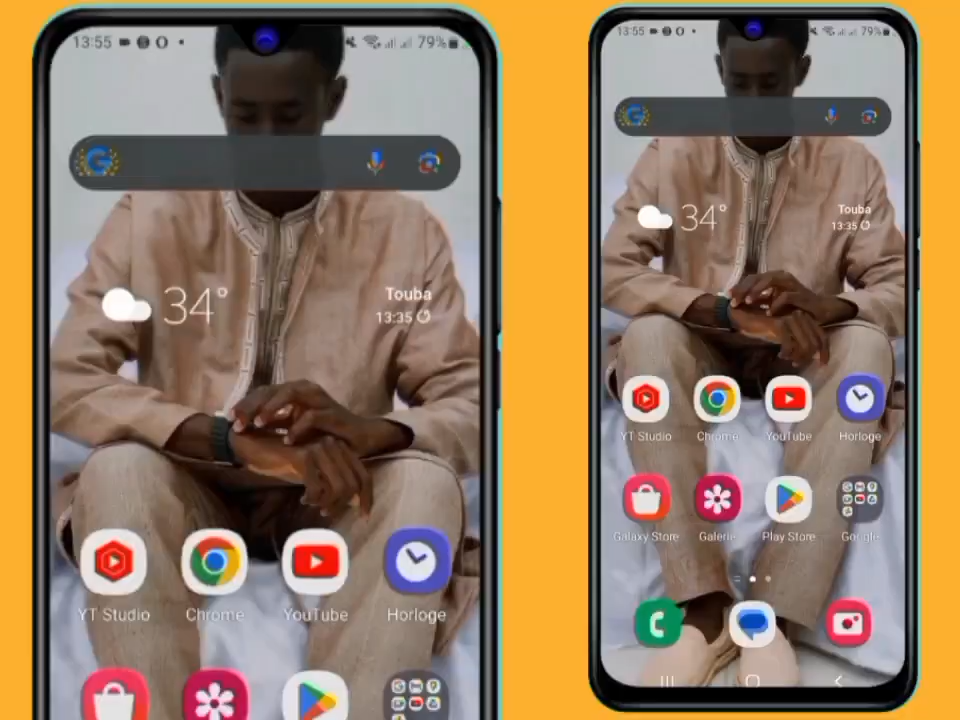 13:55
79%
34°
Touba
13:35
YT Studio
Chrome
YouTube
Horloge
13:55
79%
34°
Touba
13:35
YT Studio
Chrome
YouTube
Horloge
Galaxy Store
Galerie
Play Store
Google